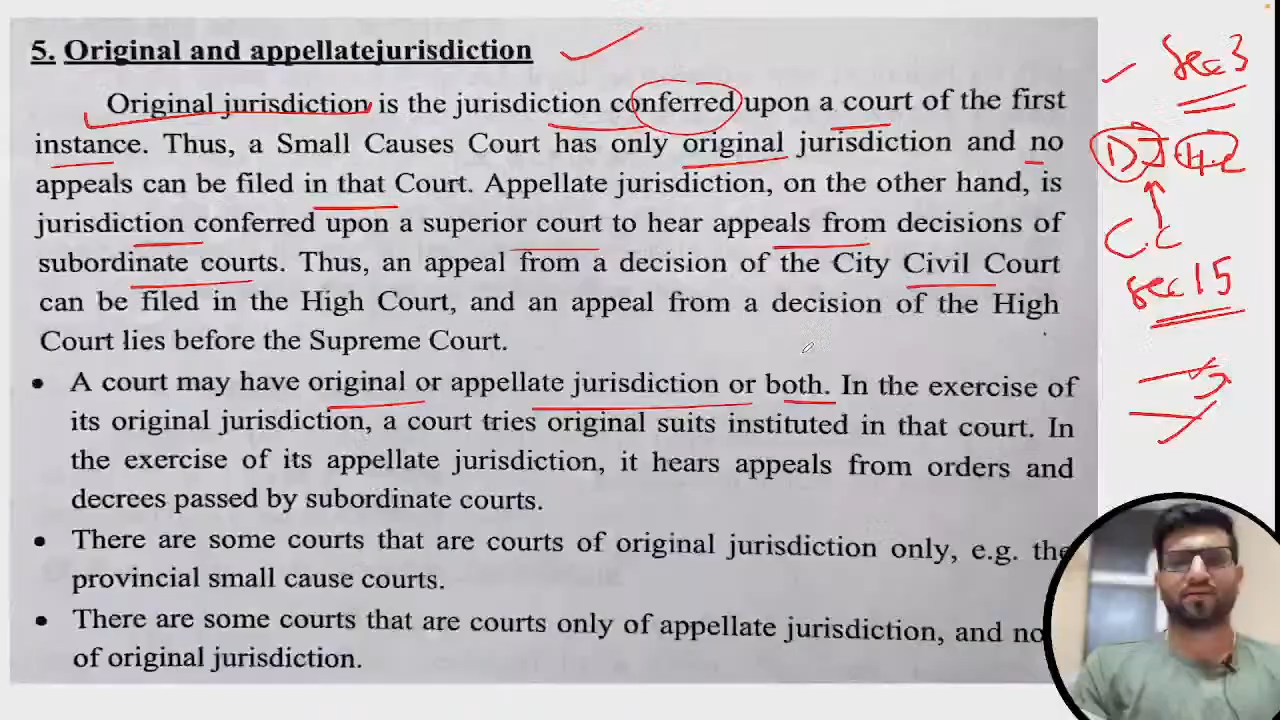 5. Original and appellatejurisdiction
Original jurisdiction is the jurisdiction conferred upon a court of the first
instance. Thus, a Small Causes Court has only original jurisdiction and no
appeals can be filed in that Court. Appellate jurisdiction, on the other hand, is
jurisdiction conferred upon a superior court to hear appeals from decisions of
subordinate courts. Thus, an appeal from a decision of the City Civil Court
can be filed in the High Court, and an appeal from a decision of the High
Court lies before the Supreme Court.
• A court may have original or appellate jurisdiction or both. In the exercise of
its original jurisdiction, a court tries original suits instituted in that court. In
the exercise of its appellate jurisdiction, it hears appeals from orders and
decrees passed by subordinate courts.
• There are some courts that are courts of original jurisdiction only, e.g. the
provincial small cause courts.
• There are some courts that are courts only of appellate jurisdiction, and no
of original jurisdiction.
Sec 3
C.C
Sec 15